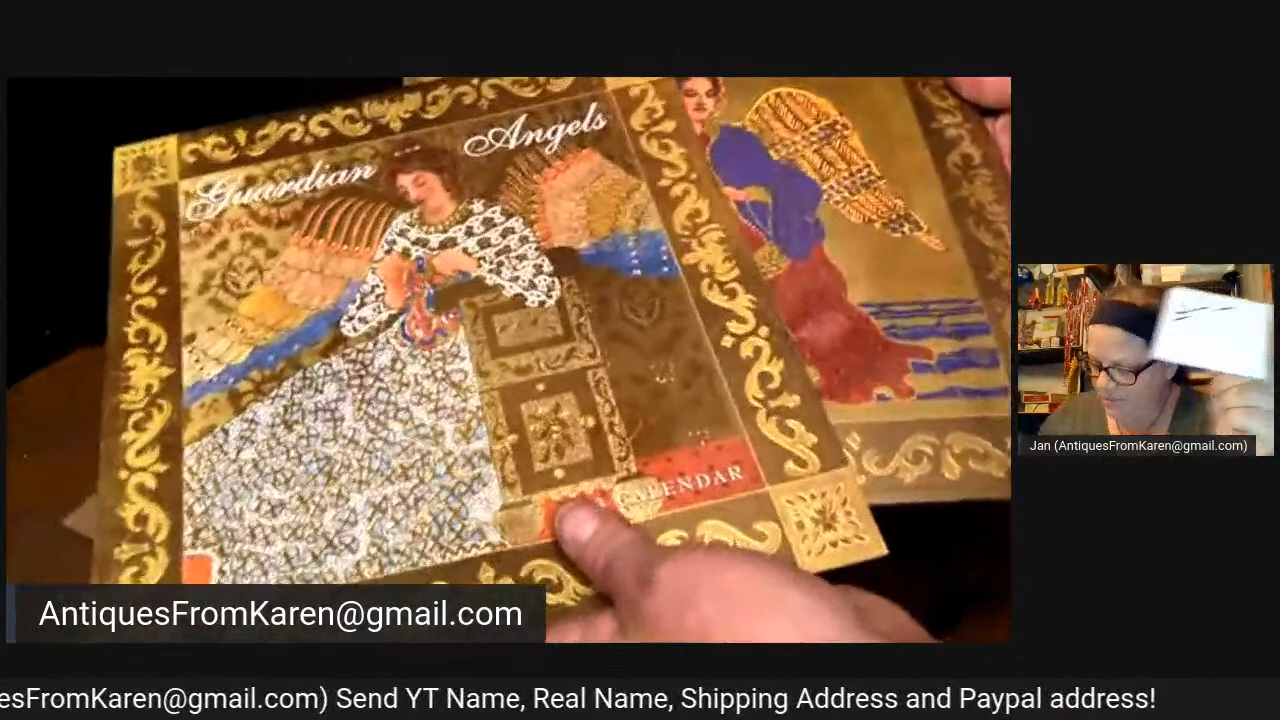 Guardian Angels
CALENDAR
Jan (AntiquesFromKaren@gmail.com)
AntiquesFromKaren@gmail.com
esFromKaren@gmail.com) Send YT Name, Real Name, Shipping Address and Paypal address!